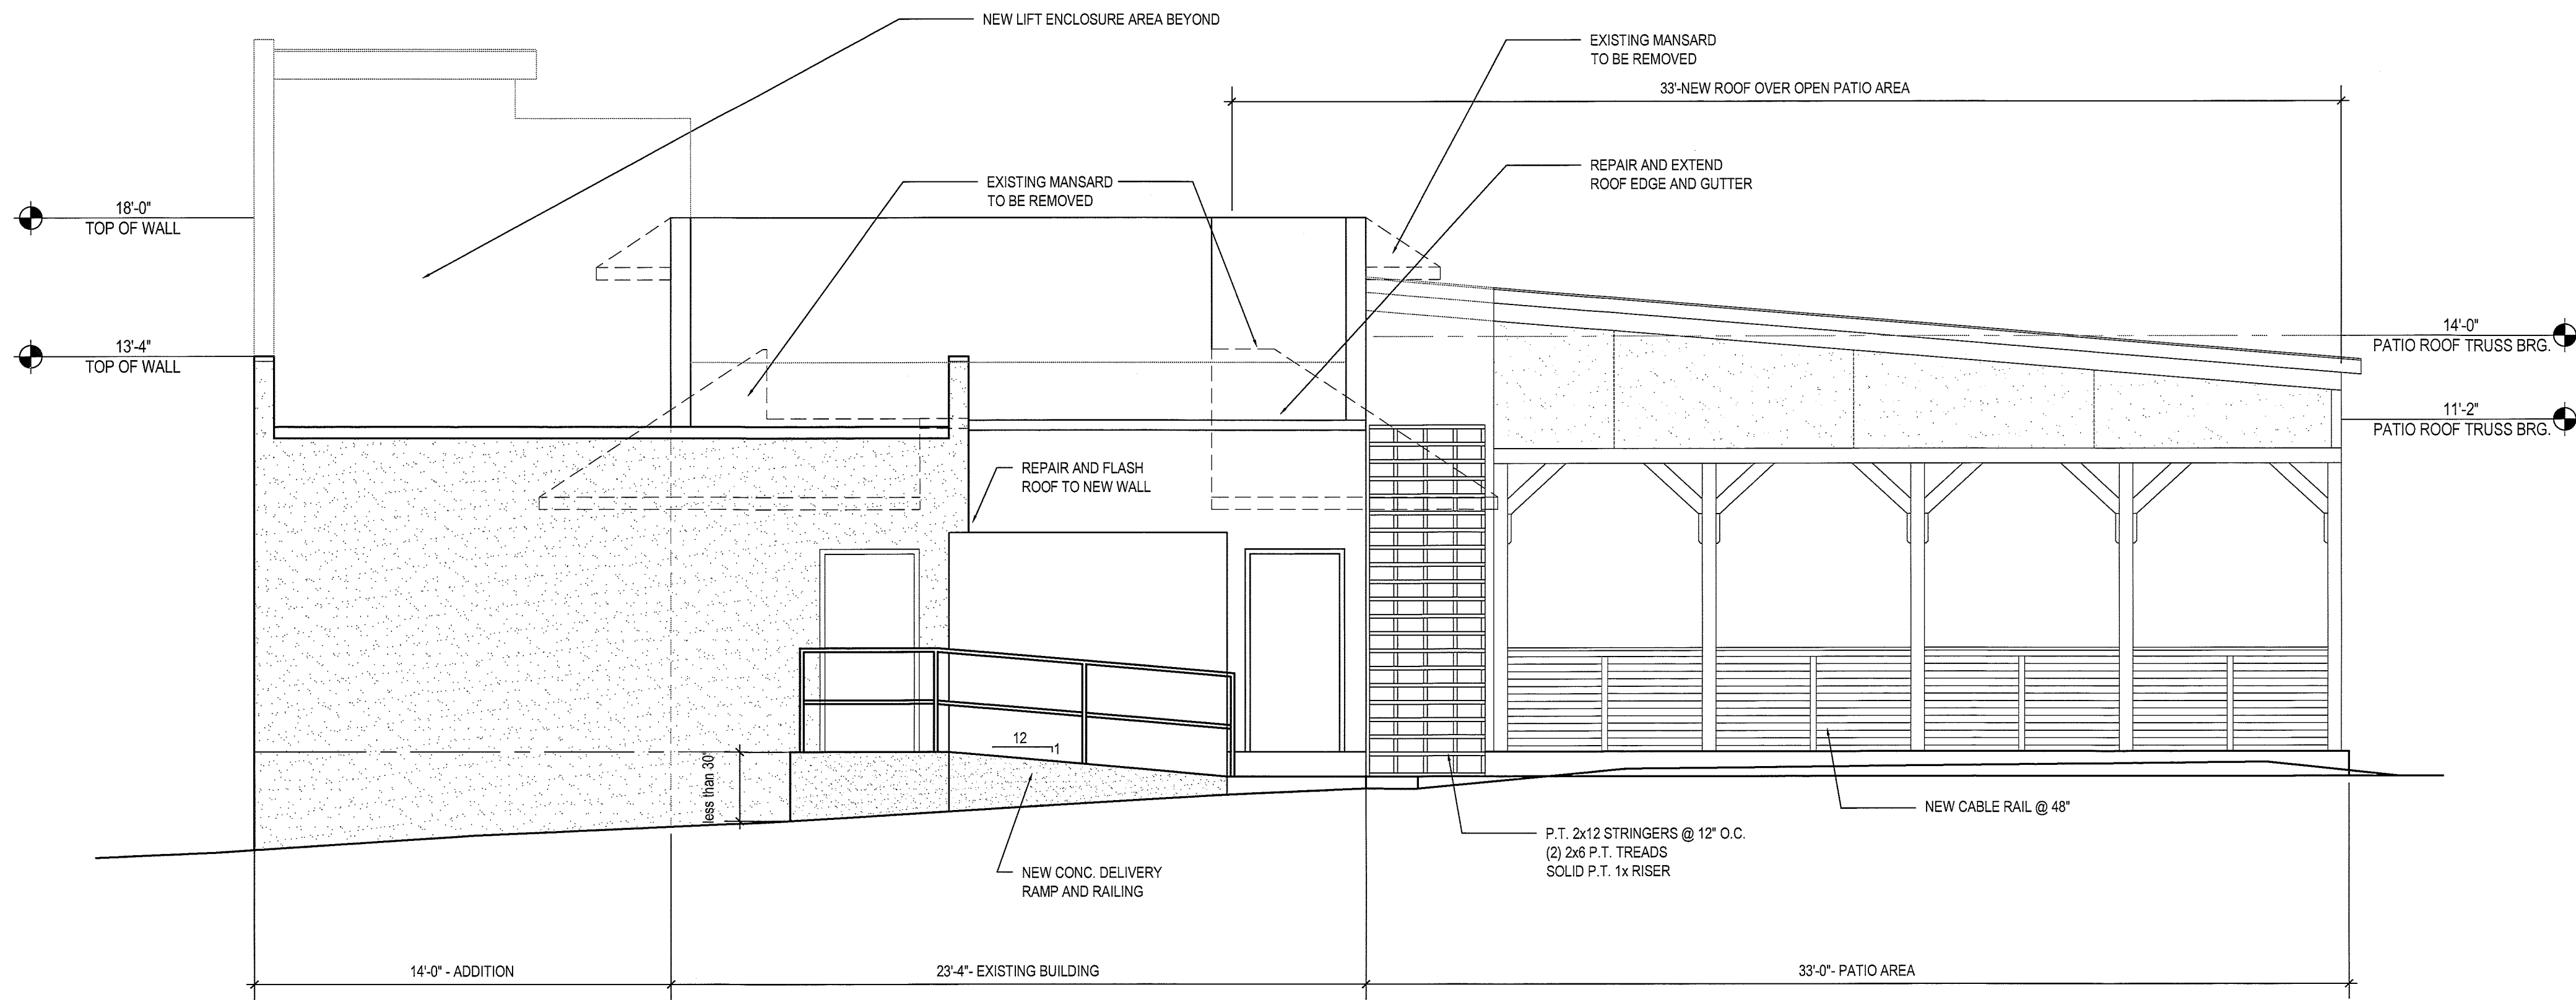 NEW LIFT ENCLOSURE AREA BEYOND
EXISTING MANSARD
TO BE REMOVED
33'-NEW ROOF OVER OPEN PATIO AREA
REPAIR AND EXTEND
ROOF EDGE AND GUTTER
EXISTING MANSARD
TO BE REMOVED
18'-0"
TOP OF WALL
13'-4"
TOP OF WALL
14'-0"
PATIO ROOF TRUSS BRG.
11'-2"
PATIO ROOF TRUSS BRG.
REPAIR AND FLASH
ROOF TO NEW WALL
12
1
less than 30"
NEW CABLE RAIL @ 48"
P.T. 2x12 STRINGERS @ 12" O.C.
(2) 2x6 P.T. TREADS
SOLID P.T. 1x RISER
NEW CONC. DELIVERY
RAMP AND RAILING
14'-0" - ADDITION
23'-4"- EXISTING BUILDING
33'-0"- PATIO AREA